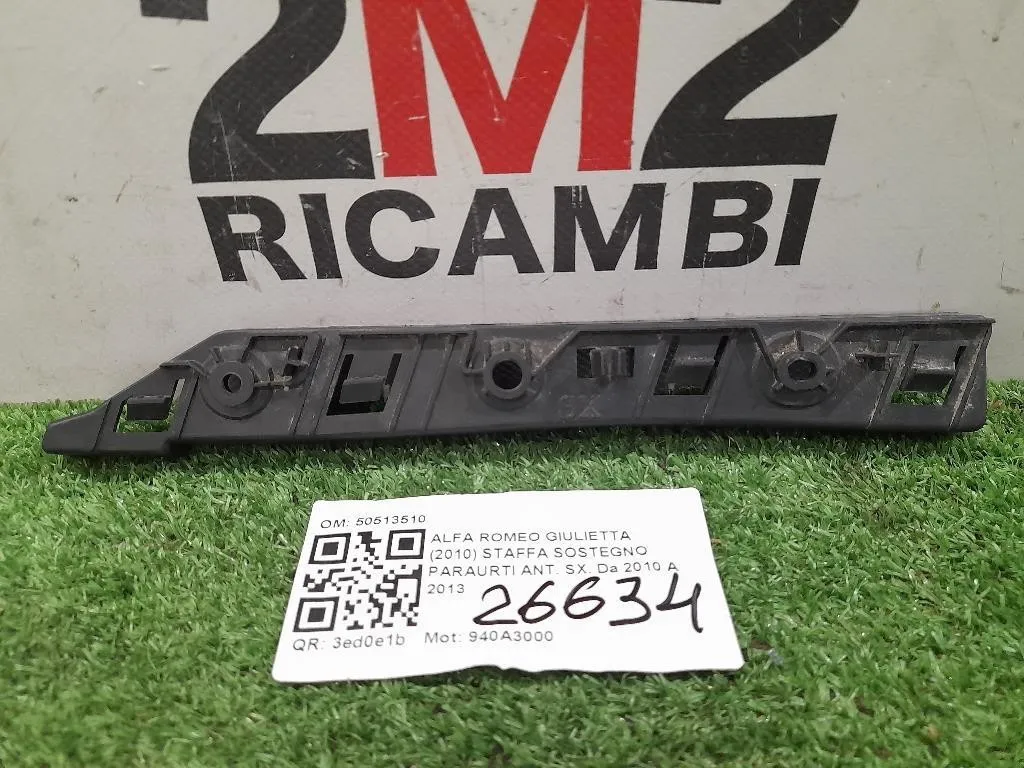 2M2
RICAMBI
SX
OM: 50513510
ALFA ROMEO GIULIETTA
(2010) STAFFA SOSTEGNO
PARAURTI ANT. SX. Da 2010 A
2013
26634
QR: 3ed0e1b Mot: 940A3000